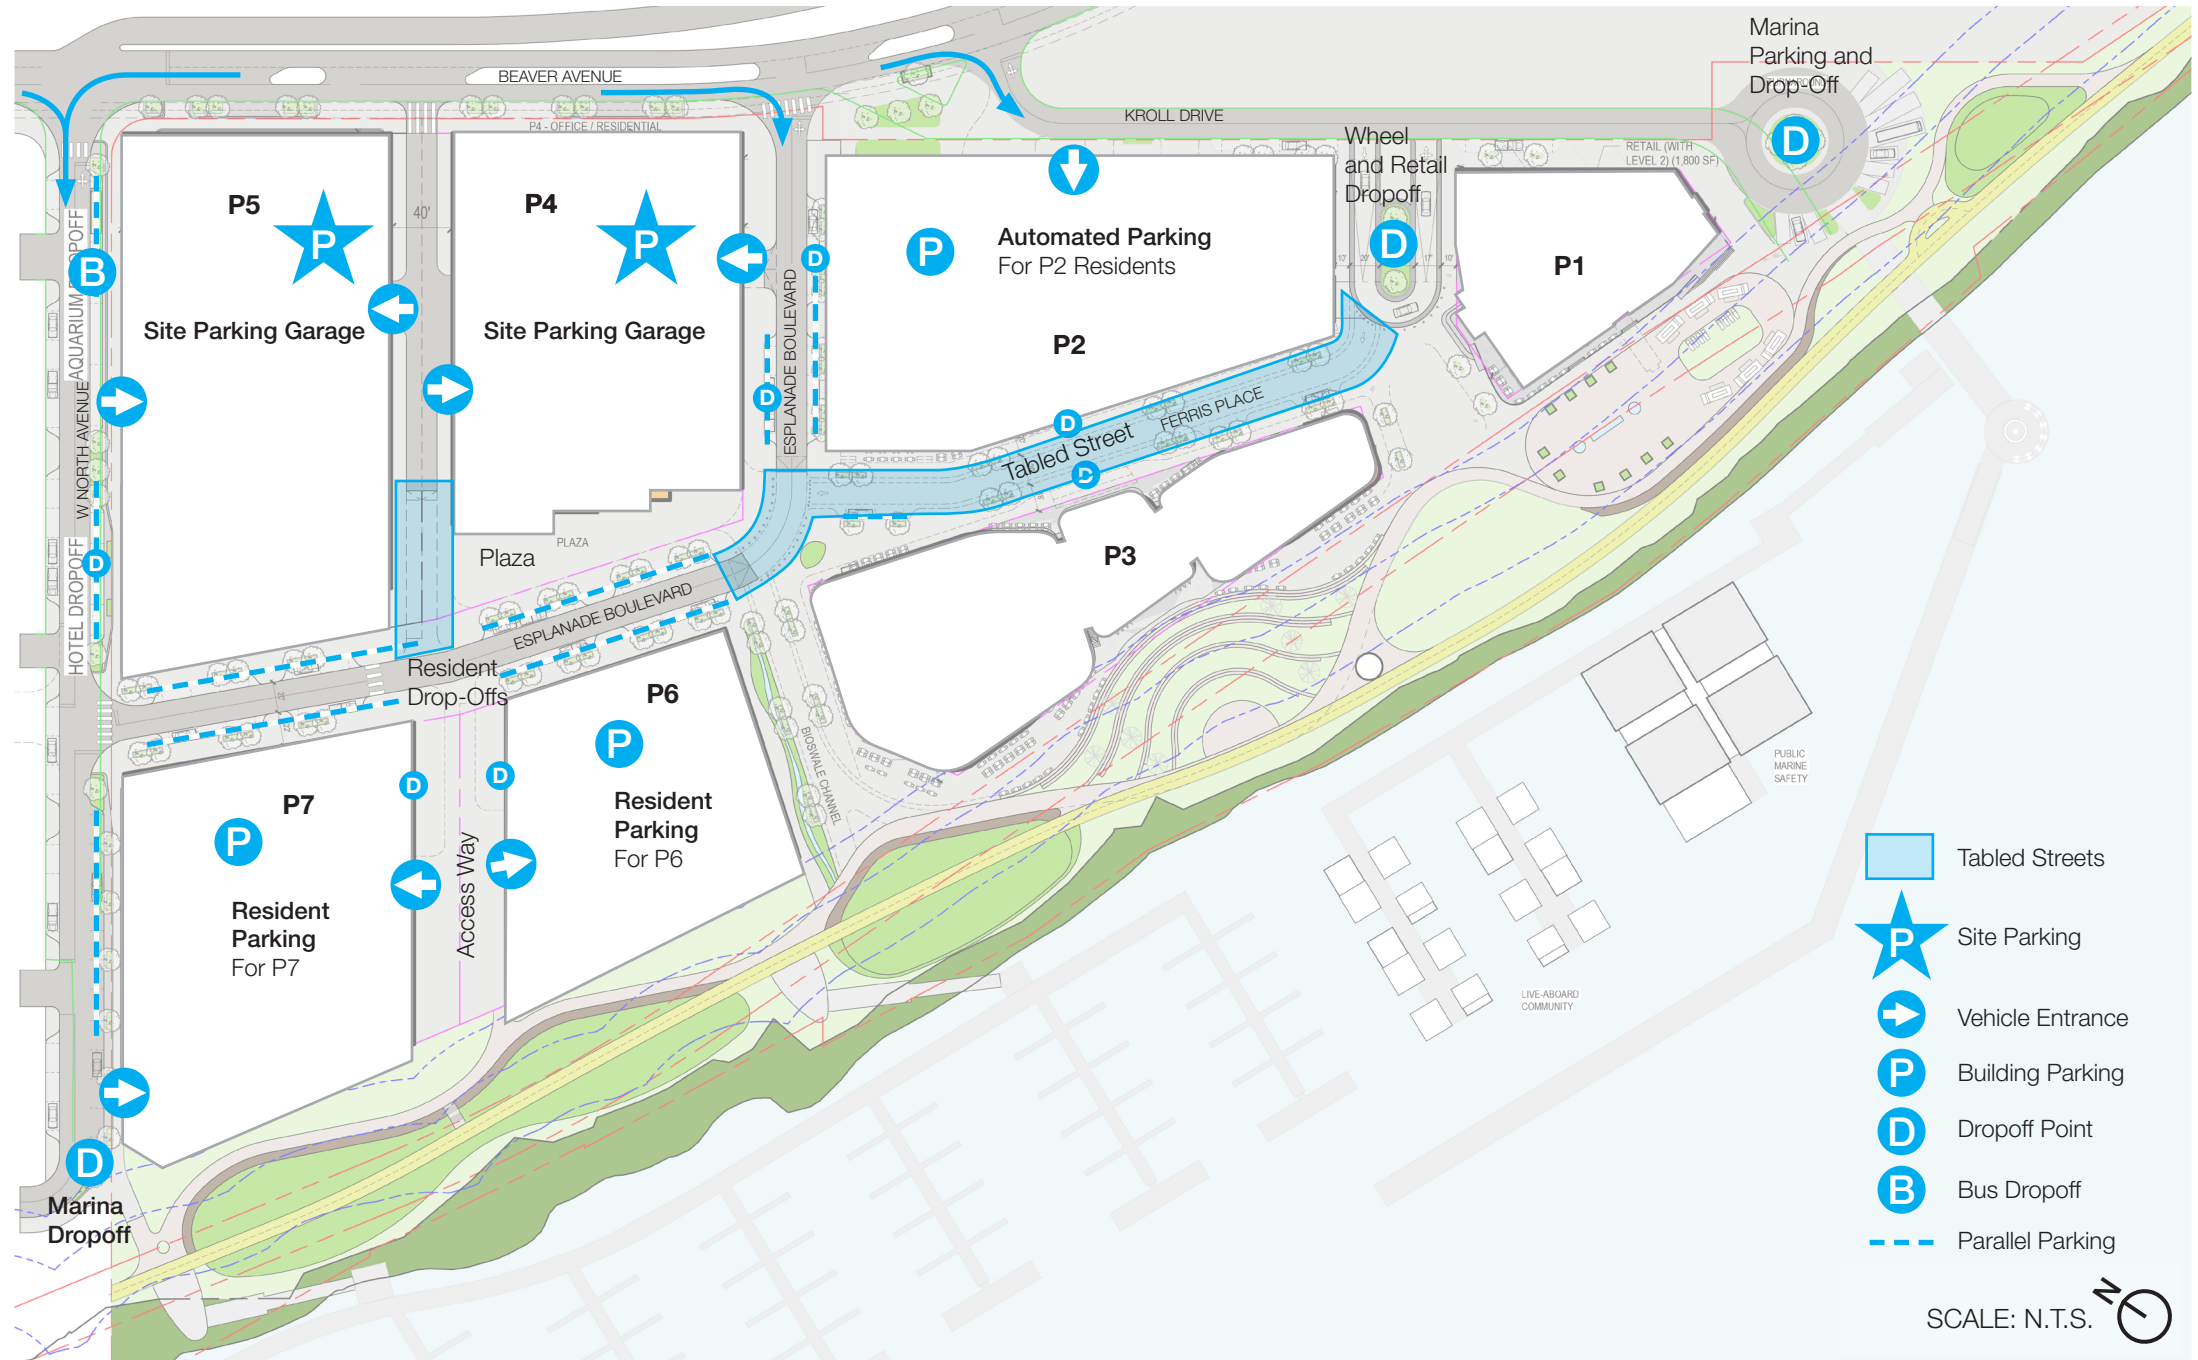 Marina
Parking and
Drop-Off
TURNAROUND
BEAVER AVENUE
KROLL DRIVE
P4 - OFFICE / RESIDENTIAL
Wheel
and Retail
Dropoff
D
RETAIL (WITH
LEVEL 2) (1,800 SF)
D
P5
P
Site Parking Garage
40'
P4
P
Site Parking Garage
P
Automated Parking
For P2 Residents
P2
10'
20'
17'
10'
P1
AQUARIUM DROPOFF
B
W NORTH AVENUE
HOTEL DROPOFF
D
ESPLANADE BOULEVARD
D
D
D
Tabled Street
FERRIS PLACE
D
P3
Plaza
PLAZA
ESPLANADE BOULEVARD
Resident
Drop-Offs
P6
P
Resident
Parking
For P6
BIOSWALE CHANNEL
P7
P
Resident
Parking
For P7
D
D
Access Way
D
Marina
Dropoff
PUBLIC
MARINE
SAFETY
LIVE-ABOARD
COMMUNITY
Tabled Streets
P
Site Parking
Vehicle Entrance
P
Building Parking
D
Dropoff Point
B
Bus Dropoff
Parallel Parking
SCALE: N.T.S.
N